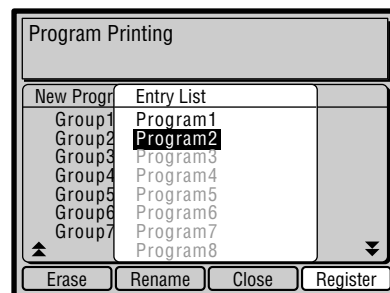 Program Printing
New Progr Entry List
Group1 Program1
Group2 Program2
Group3 Program3
Group4 Program4
Group5 Program5
Group6 Program6
Group7 Program7
Program8
Erase Rename Close Register